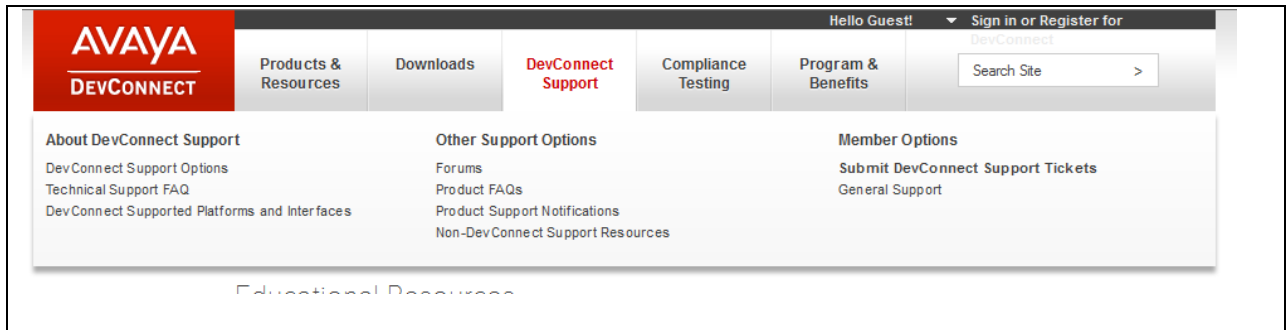 Hello Guest! Sign in or Register for
DevConnect
AVAYA
DEVCONNECT
Products &
Resources
Downloads
DevConnect
Support
Compliance
Testing
Program &
Benefits
Search Site >
About DevConnect Support
DevConnect Support Options
Technical Support FAQ
DevConnect Supported Platforms and Interfaces
Other Support Options
Forums
Product FAQs
Product Support Notifications
Non-DevConnect Support Resources
Member Options
Submit DevConnect Support Tickets
General Support
Educational Resources